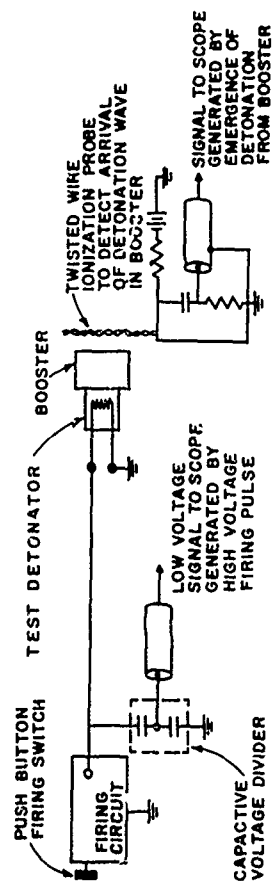 PUSH BUTTON
FIRING SWITCH
FIRING
CIRCUIT
CAPACTIVE
VOLTAGE DIVIDER
LOW VOLTAGE
SIGNAL TO SCOPE,
GENERATED BY
HIGH VOLTAGE
FIRING PULSE
TEST DETONATOR
BOOSTER
TWISTED WIRE
IONIZATION PROBE
TO DETECT ARRIVAL
OF DETONATION WAVE
IN BOOSTER
SIGNAL TO SCOPE
GENERATED BY
EMERGENCE OF
DETONATION
FROM BOOSTER